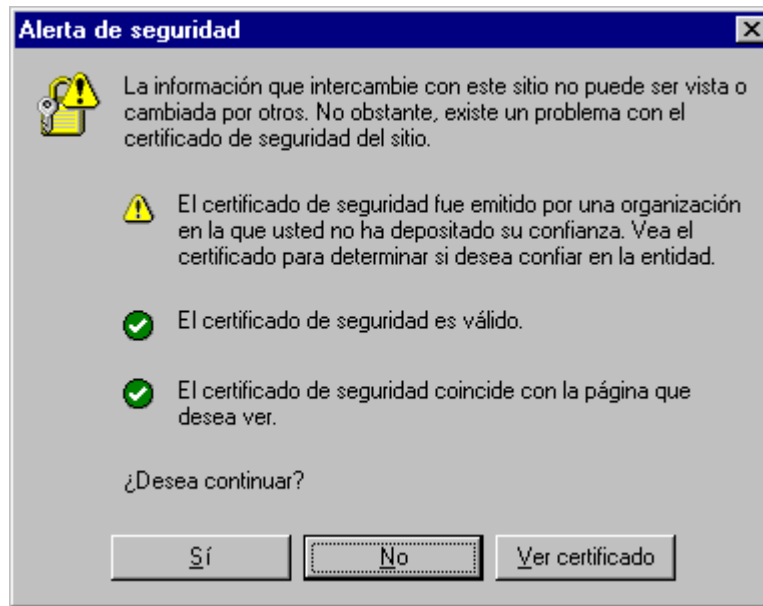 Alerta de seguridad
La información que intercambie con este sitio no puede ser vista o
cambiada por otros. No obstante, existe un problema con el
certificado de seguridad del sitio.
El certificado de seguridad fue emitido por una organización
en la que usted no ha depositado su confianza. Vea el
certificado para determinar si desea confiar en la entidad.
El certificado de seguridad es válido.
El certificado de seguridad coincide con la página que
desea ver.
¿Desea continuar?
Sí No Ver certificado